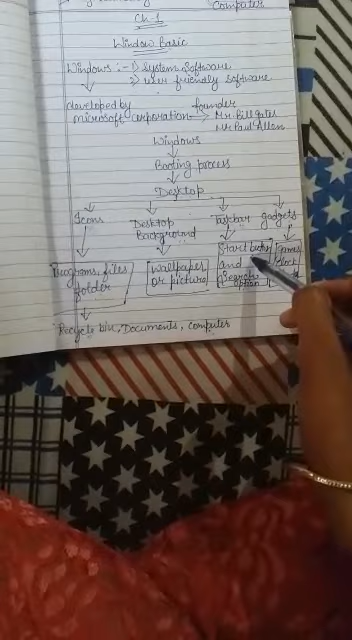 Computer
Ch-1
Window Basic
Windows :- 1) System Software
2) user friendly software
developed by founder
microsoft corporation → Mr. Bill gates
Mr. Paul Allen
Windows
Booting process
Desktop
Icons Desktop Background Taskbar gadgets
Programs, files folder
wallpaper or picture
Start button and Search option
games clock
Recycle bin, Documents, computer